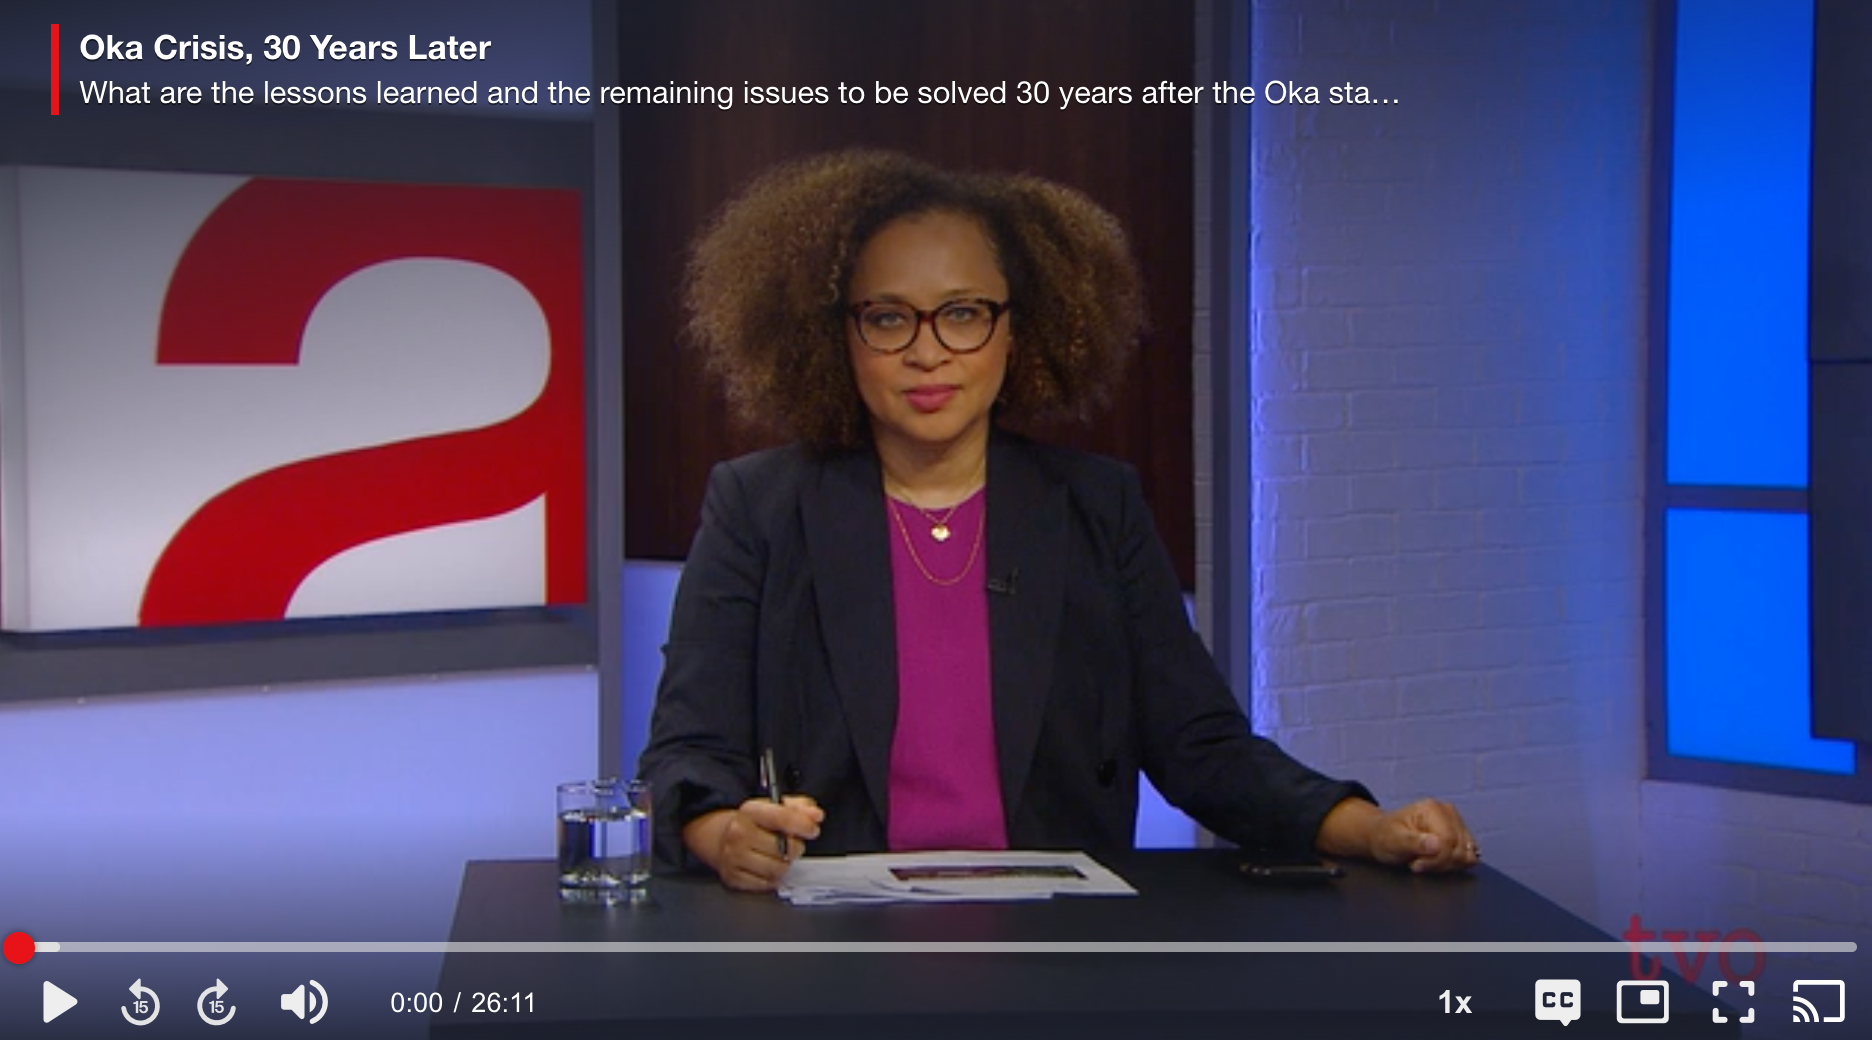 Oka Crisis, 30 Years Later
What are the lessons learned and the remaining issues to be solved 30 years after the Oka sta…
a
tvo
15 15 0:00 / 26:11 1x CC